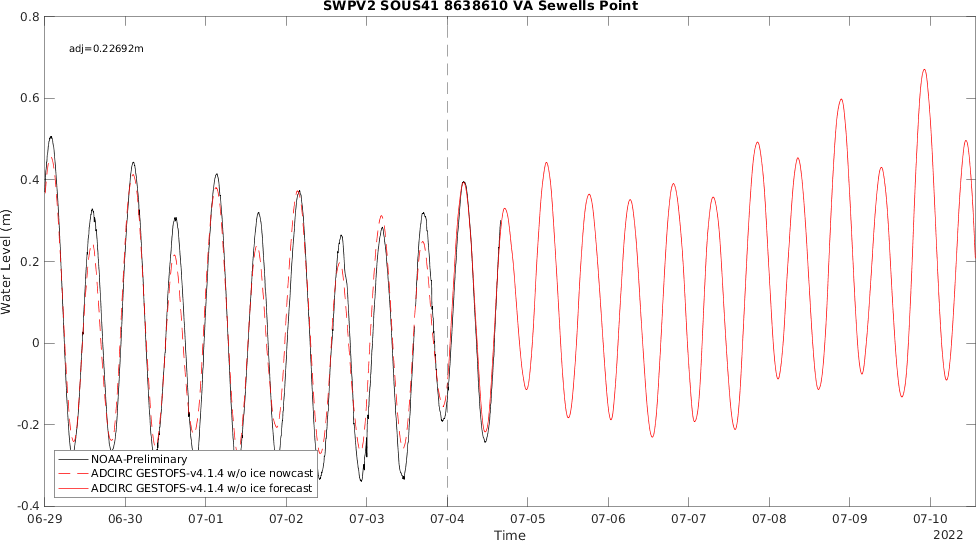 SWPV2 SOUS41 8638610 VA Sewells Point
adj=0.22692m
0.8
0.6
0.4
0.2
0
-0.2
-0.4
Water Level (m)
NOAA-Preliminary
ADCIRC GESTOFS-v4.1.4 w/o ice nowcast
ADCIRC GESTOFS-v4.1.4 w/o ice forecast
06-29 06-30 07-01 07-02 07-03 07-04 07-05 07-06 07-07 07-08 07-09 07-10
Time
2022